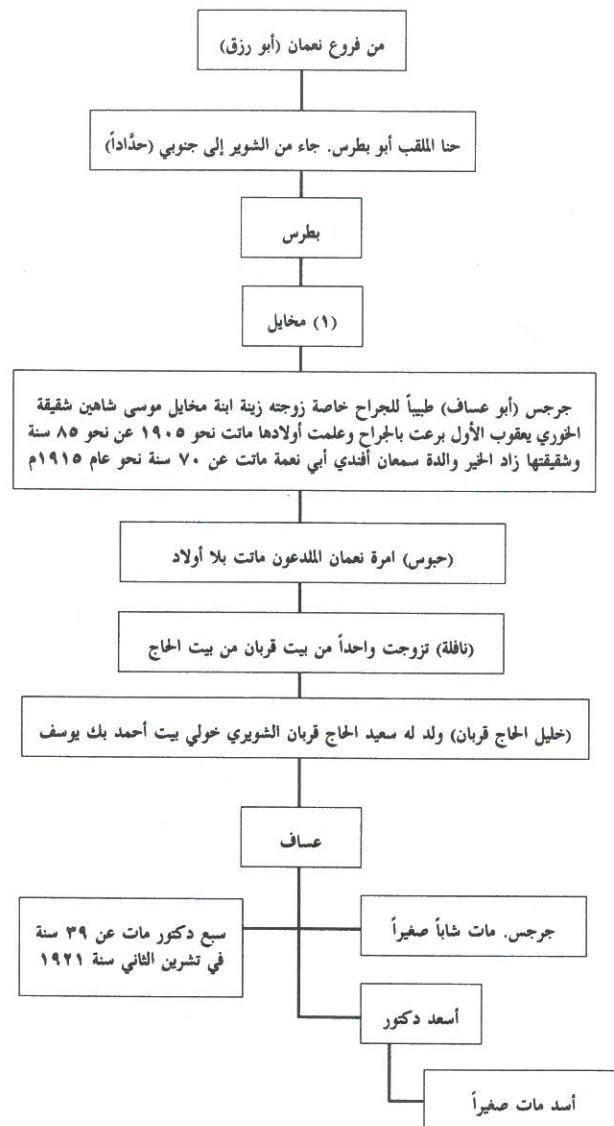 من فروع نعمان (أبو رزق)
حنا الملقب أبو بطرس. جاء من الشوير إلى جنوبي (حدَّاداً)
بطرس
(١) مخايل
جرجس (أبو عساف) طبيباً للجراح خاصة زوجته زينة ابنة مخايل موسى شاهين شقيقة
الخوري يعقوب الأول برعت بالجراح وعلمت أولادها ماتت نحو ١٩٠٥ عن نحو ٨٥ سنة
وشقيقتها زاد الخير والدة سمعان أفندي أبي نعمة ماتت عن ٧٠ سنة نحو عام ١٩١٥م
(حبوس) امرة نعمان الملدعون ماتت بلا أولاد
(نافلة) تزوجت واحداً من بيت قربان من بيت الحاج
(خليل الحاج قربان) ولد له سعيد الحاج قربان الشويري خولي بيت أحمد بك يوسف
عساف
جرجس. مات شاباً صغيراً
سبع دكتور مات عن ٣٩ سنة
في تشرين الثاني سنة ١٩٢١
أسعد دكتور
أسد مات صغيراً